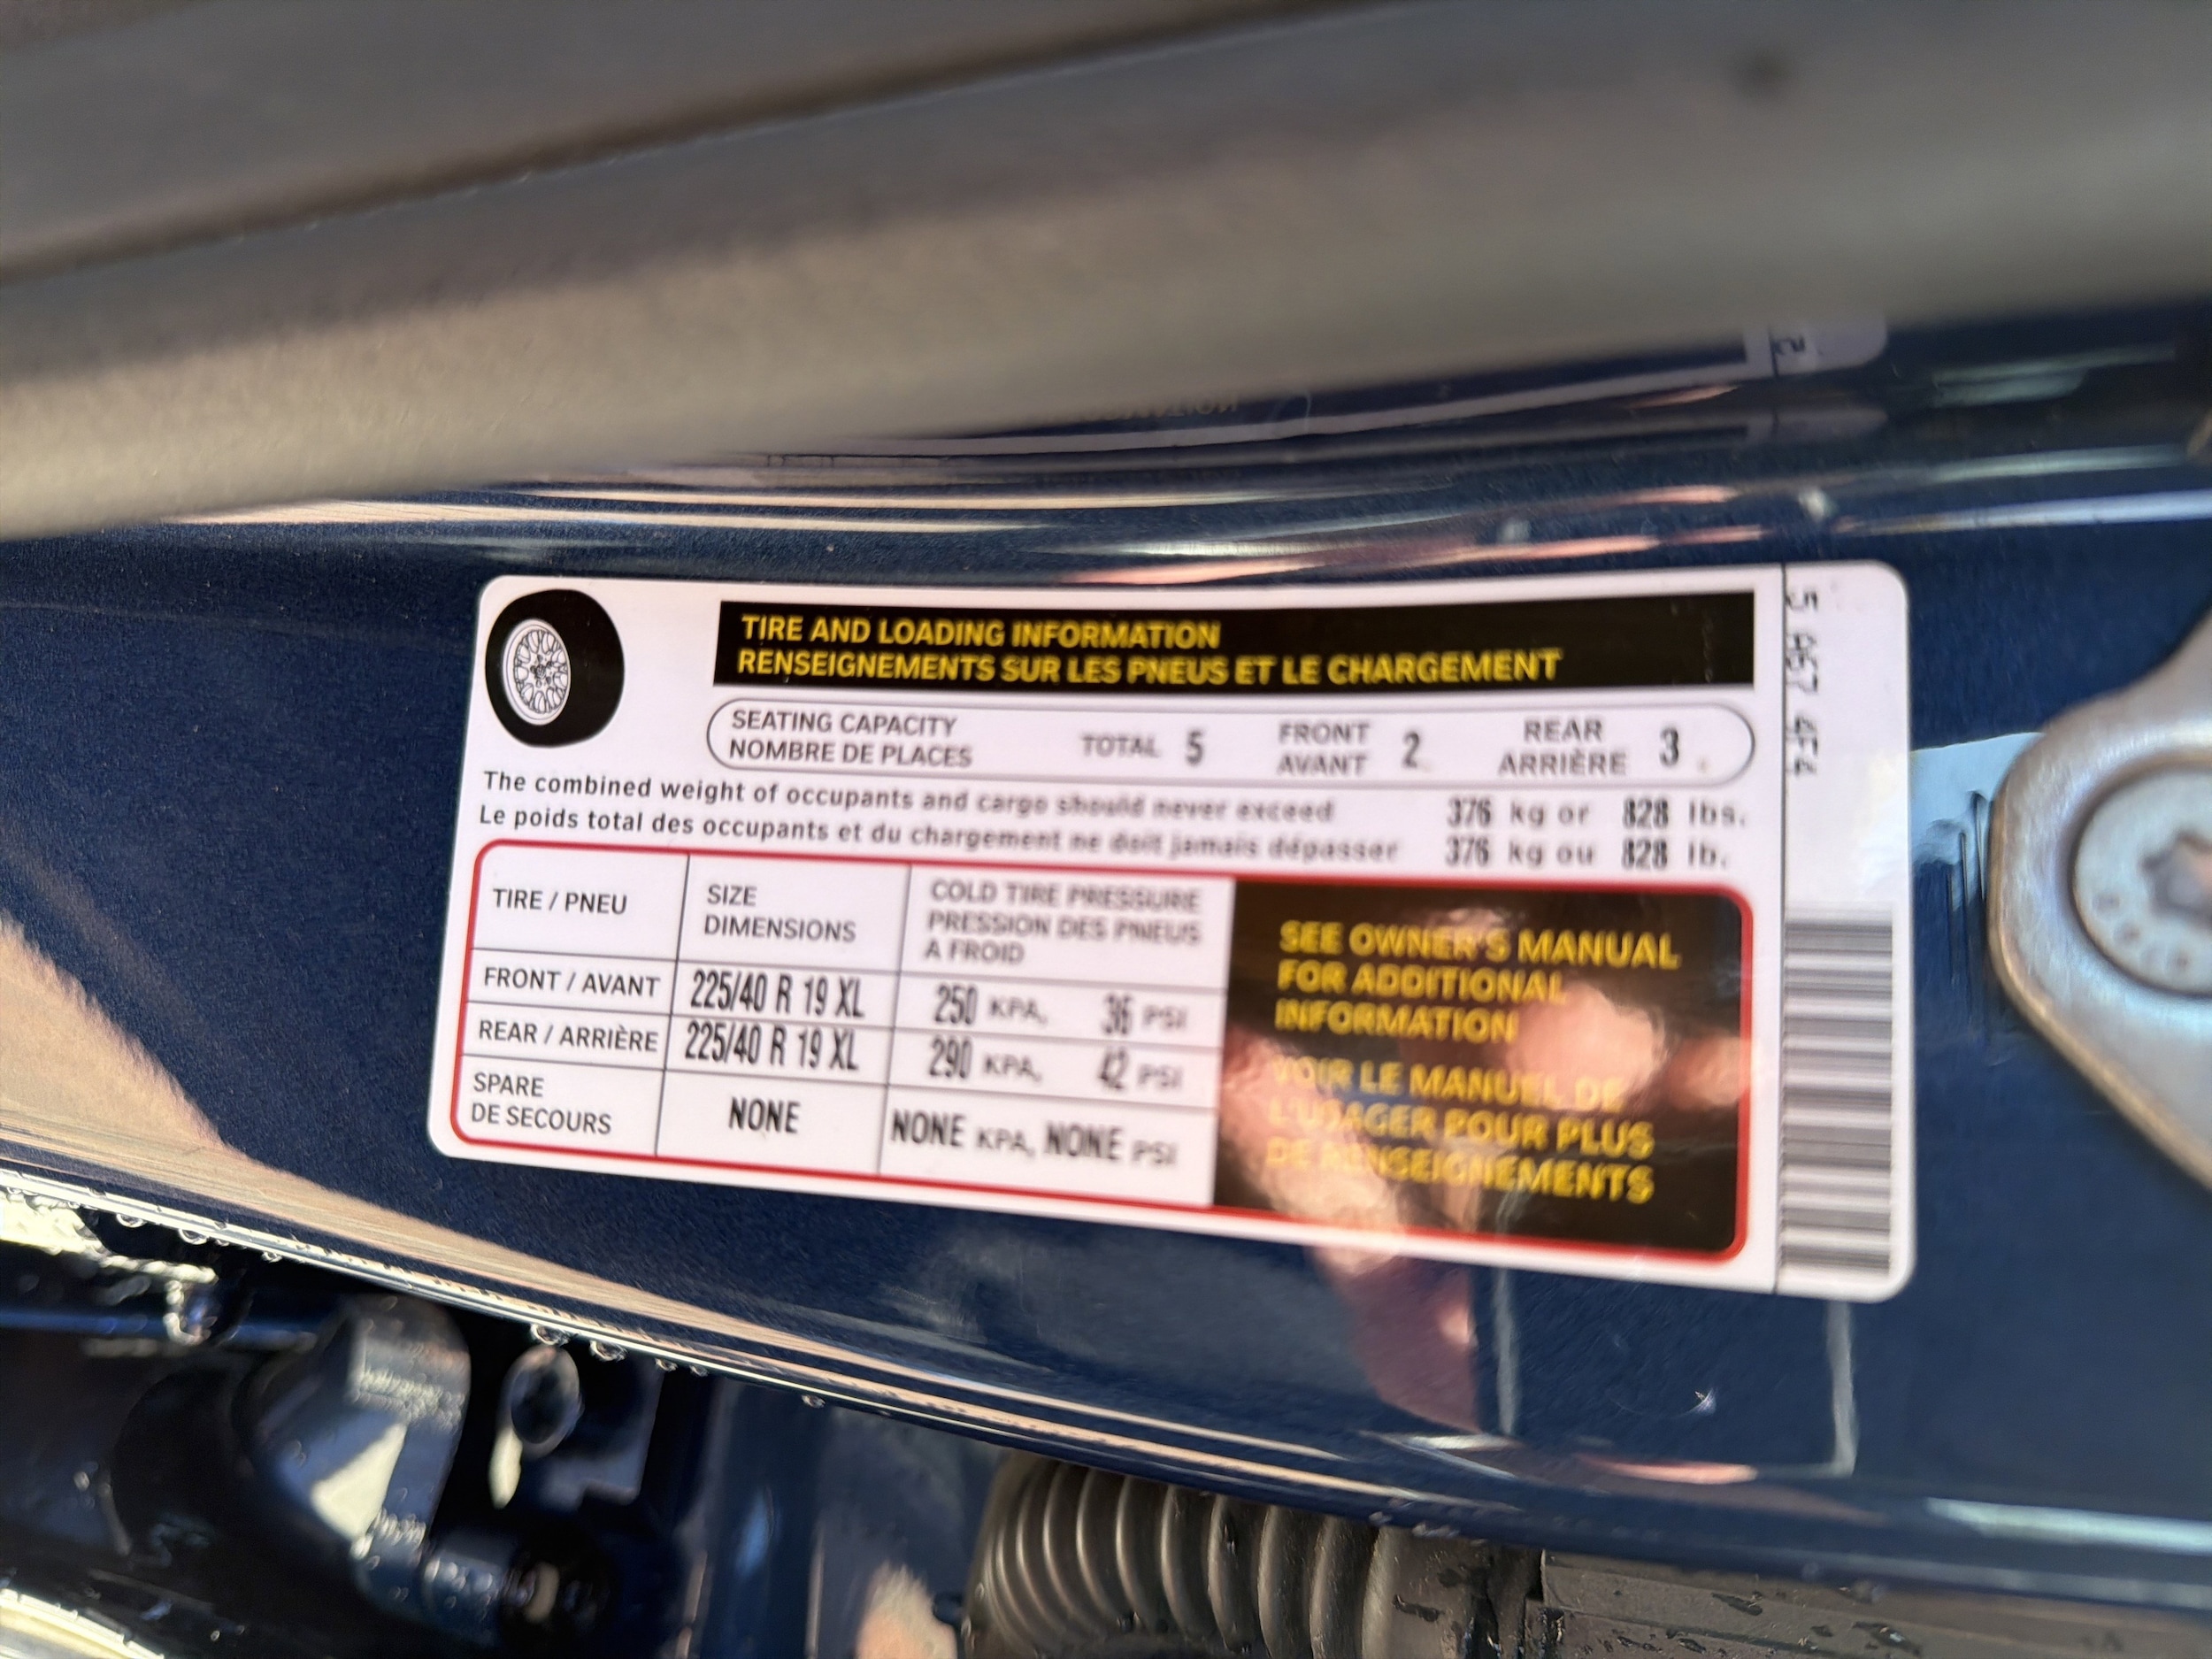 TIRE AND LOADING INFORMATION
RENSEIGNEMENTS SUR LES PNEUS ET LE CHARGEMENT
SEATING CAPACITY
NOMBRE DE PLACES
TOTAL 5
FRONT
AVANT
2
REAR
ARRIÈRE
3
The combined weight of occupants and cargo should never exceed 376 kg or 828 lbs.
Le poids total des occupants et du chargement ne doit jamais dépasser 376 kg ou 828 lb.
TIRE / PNEU
SIZE
DIMENSIONS
COLD TIRE PRESSURE
PRESSION DES PNEUS
A FROID
FRONT / AVANT 225/40 R 19 XL 250 KPA, 36 PSI
REAR / ARRIÈRE 225/40 R 19 XL 290 KPA, 42 PSI
SPARE
DE SECOURS
NONE NONE KPA, NONE PSI
SEE OWNER'S MANUAL
FOR ADDITIONAL
INFORMATION
VOIR LE MANUEL DE
L'USAGER POUR PLUS
DE RENSEIGNEMENTS
5 A67 4F4